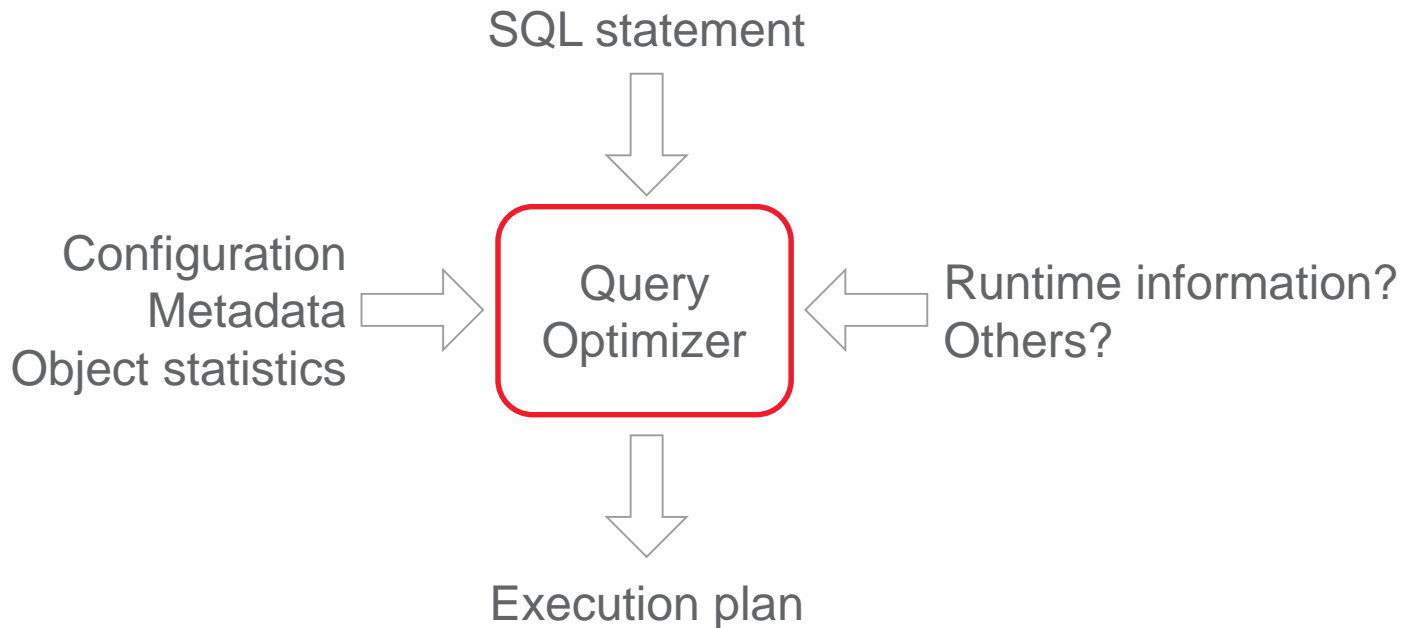 SQL statement
Configuration
Metadata
Object statistics
Query
Optimizer
Runtime information?
Others?
Execution plan